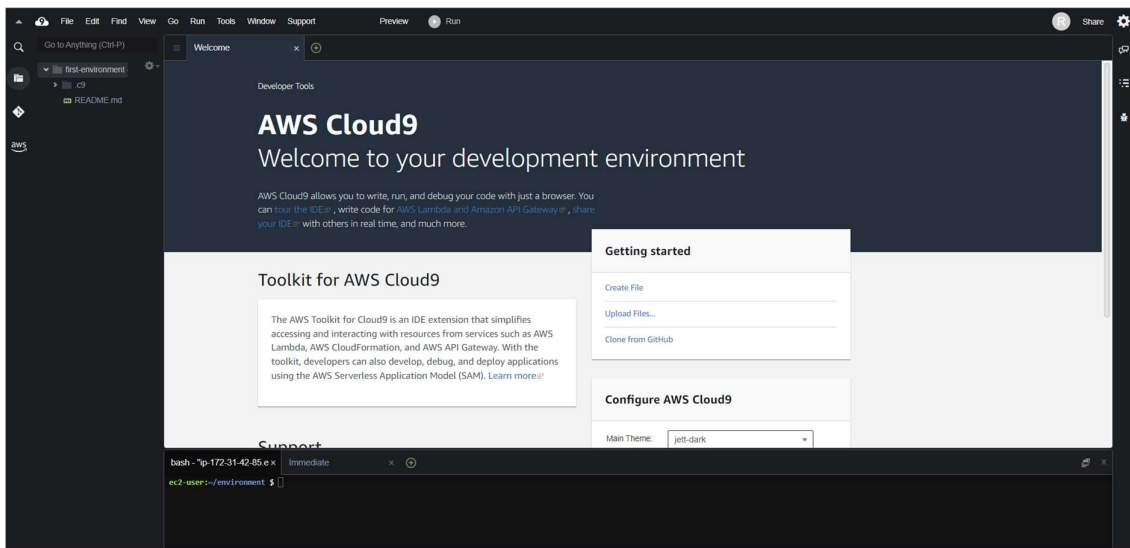 File Edit Find View Go Run Tools Window Support Preview Run
R Share
Go to Anything (Ctrl-P)
first-environment
.c9
README.md
aws
Welcome
Developer Tools
AWS Cloud9
Welcome to your development environment
AWS Cloud9 allows you to write, run, and debug your code with just a browser. You
can tour the IDE, write code for AWS Lambda and Amazon API Gateway, share
your IDE with others in real time, and much more.
Toolkit for AWS Cloud9
The AWS Toolkit for Cloud9 is an IDE extension that simplifies
accessing and interacting with resources from services such as AWS
Lambda, AWS CloudFormation, and AWS API Gateway. With the
toolkit, developers can also develop, debug, and deploy applications
using the AWS Serverless Application Model (SAM). Learn more
Support
Getting started
Create File
Upload Files...
Clone from GitHub
Configure AWS Cloud9
Main Theme: jett-dark
bash - "ip-172-31-42-85.e × Immediate ×
ec2-user:~/environment $